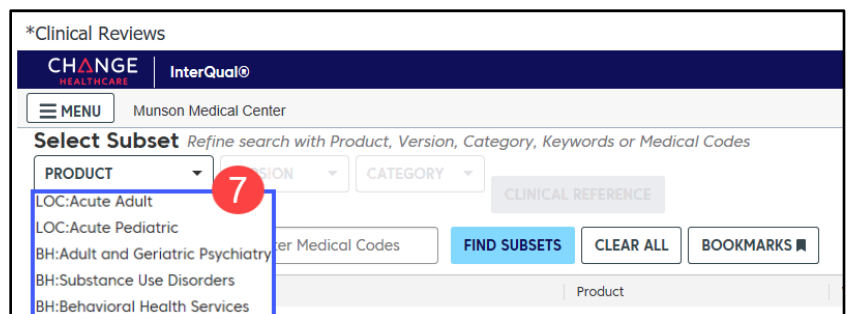 *Clinical Reviews
CHANGE HEALTHCARE InterQual®
MENU Munson Medical Center
Select Subset Refine search with Product, Version, Category, Keywords or Medical Codes
PRODUCT SION CATEGORY
7
CLINICAL REFERENCE
LOC:Acute Adult
LOC:Acute Pediatric
BH:Adult and Geriatric Psychiatry
BH:Substance Use Disorders
BH:Behavioral Health Services
ter Medical Codes FIND SUBSETS CLEAR ALL BOOKMARKS
Product